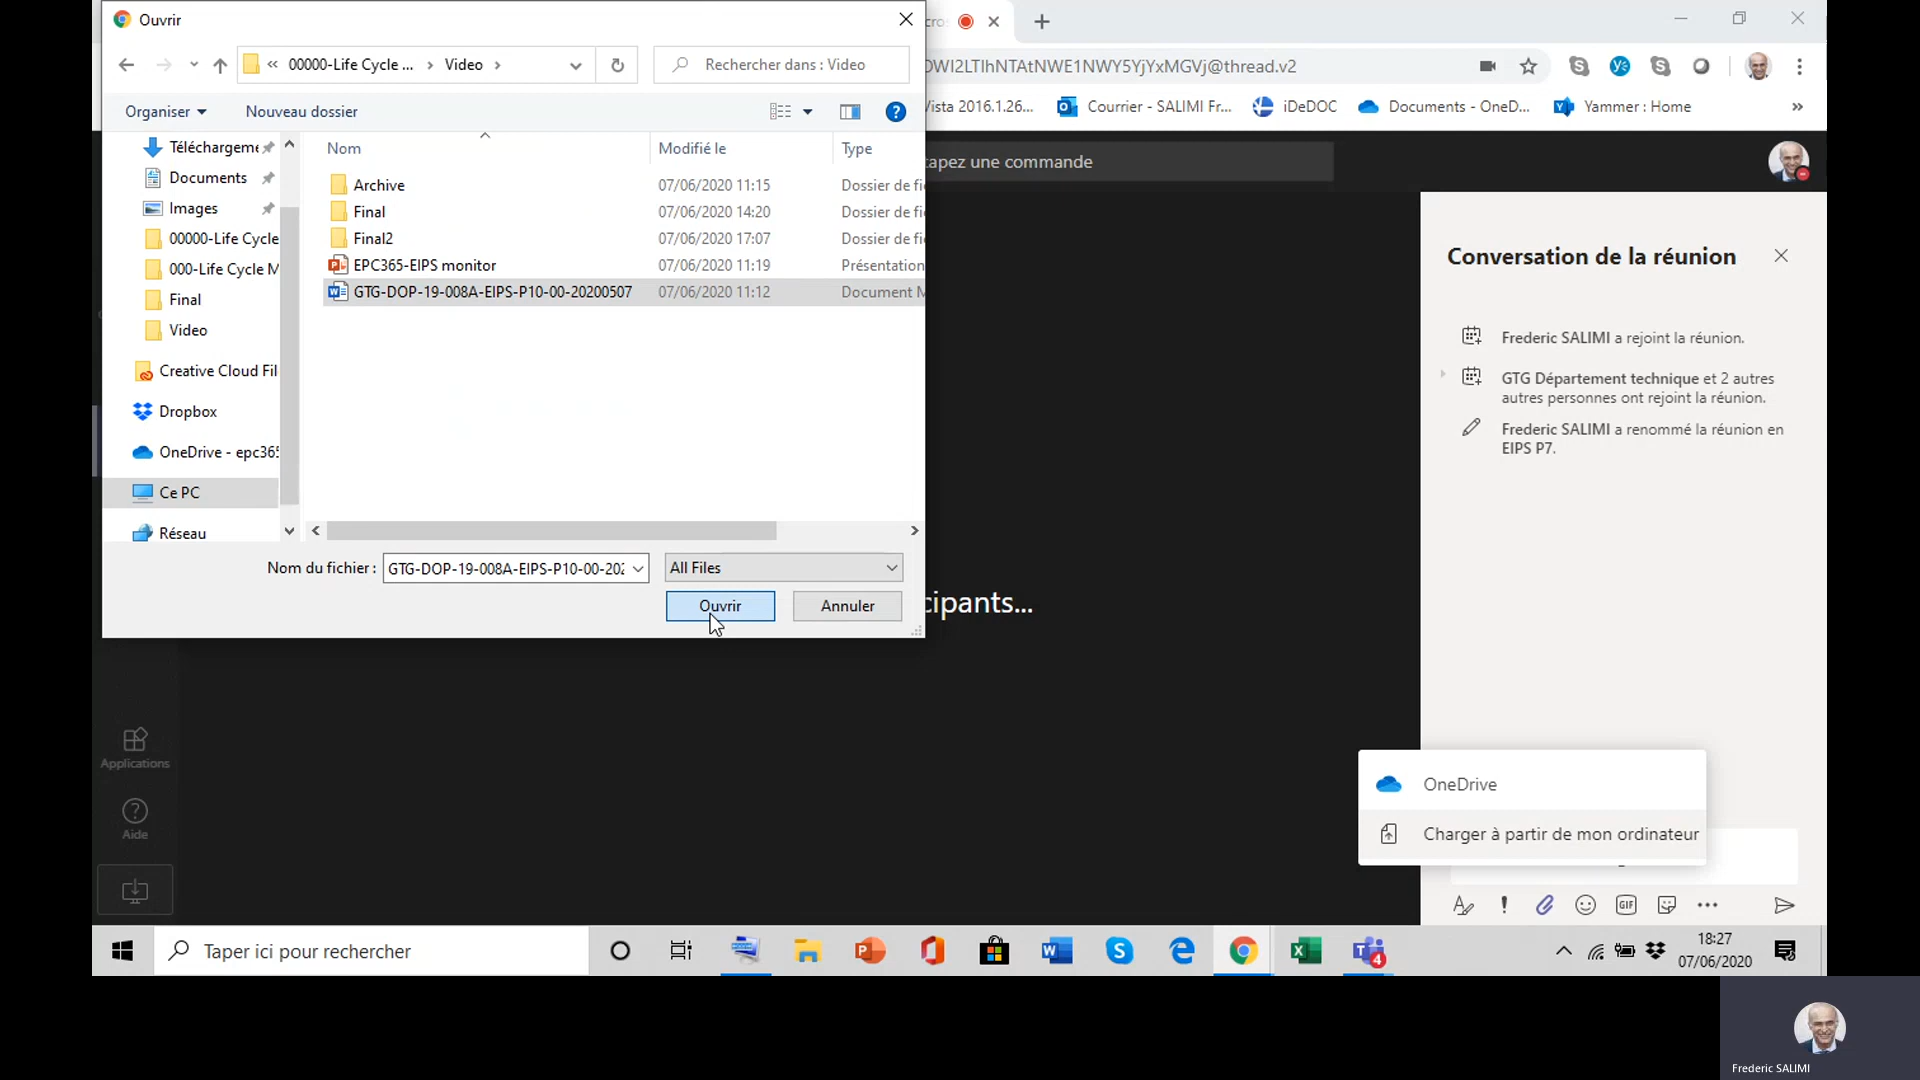 Ouvrir
00000-Life Cycle ... › Video ›
Rechercher dans : Video
OWI2LTIhNTAtNWE1NWY5YjYxMGVj@thread.v2
Organiser
Nouveau dossier
Vista 2016.1.26...
Courrier - SALIMI Fr...
iDeDOC
Documents - OneD...
Yammer : Home
Nom
Modifié le
Type
Téléchargeme
Documents
Images
00000-Life Cycle
000-Life Cycle M
Final
Video
Creative Cloud Fil
Dropbox
OneDrive - epc365
Ce PC
Réseau
Archive 07/06/2020 11:15 Dossier de fi
Final 07/06/2020 14:20 Dossier de fi
Final2 07/06/2020 17:07 Dossier de fi
EPC365-EIPS monitor 07/06/2020 11:19 Présentation
GTG-DOP-19-008A-EIPS-P10-00-20200507 07/06/2020 11:12 Document M
Nom du fichier : GTG-DOP-19-008A-EIPS-P10-00-202 All Files
Ouvrir Annuler
tapez une commande
cipants...
Conversation de la réunion
Frederic SALIMI a rejoint la réunion.
GTG Département technique et 2 autres
autres personnes ont rejoint la réunion.
Frederic SALIMI a renommé la réunion en
EIPS P7.
OneDrive
Charger à partir de mon ordinateur
GIF
Applications
Aide
Taper ici pour rechercher
4
18:27
07/06/2020
Frederic SALIMI